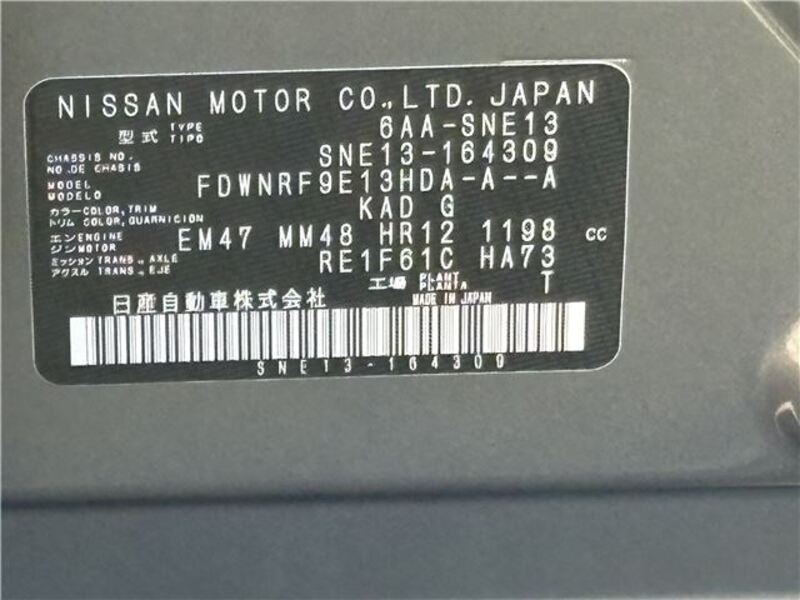 NISSAN MOTOR CO.,LTD. JAPAN
型式 TYPE TIPO 6AA-SNE13
CHASSIS NO. NO.DE CHASIS SNE13-164309
MODEL MODELO FDWNRF9E13HDA-A--A
カラー COLOR,TRIM トリム COLOR,GUARNICION KAD G
エンジン ENGINE MOTOR EM47 MM48 HR12 1198 CC
ミッション TRANS., AXLE アクスル TRANS., EJE RE1F61C HA73
工場 PLANT PLANTA T
日産自動車株式会社 MADE IN JAPAN
SNE13-164309